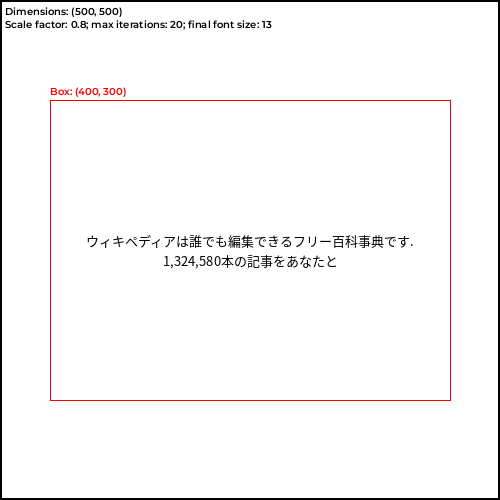 Dimensions: (500, 500)
Scale factor: 0.8; max iterations: 20; final font size: 13
Box: (400, 300)
ウィキペディアは誰でも編集できるフリー百科事典です.
1,324,580本の記事をあなたと